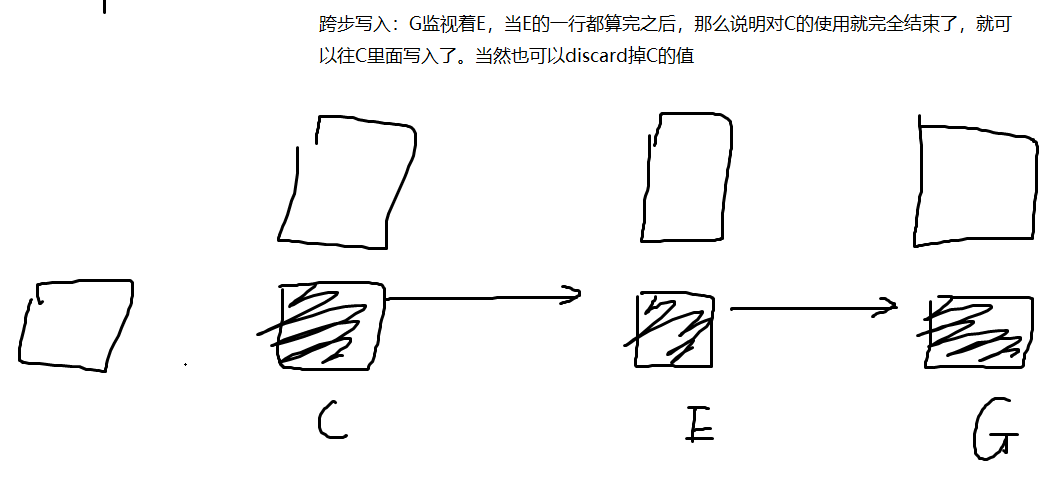 跨步写入：G监视着E，当E的一行都算完之后，那么说明对C的使用就完全结束了，就可
以往C里面写入了。当然也可以discard掉C的值
C E G